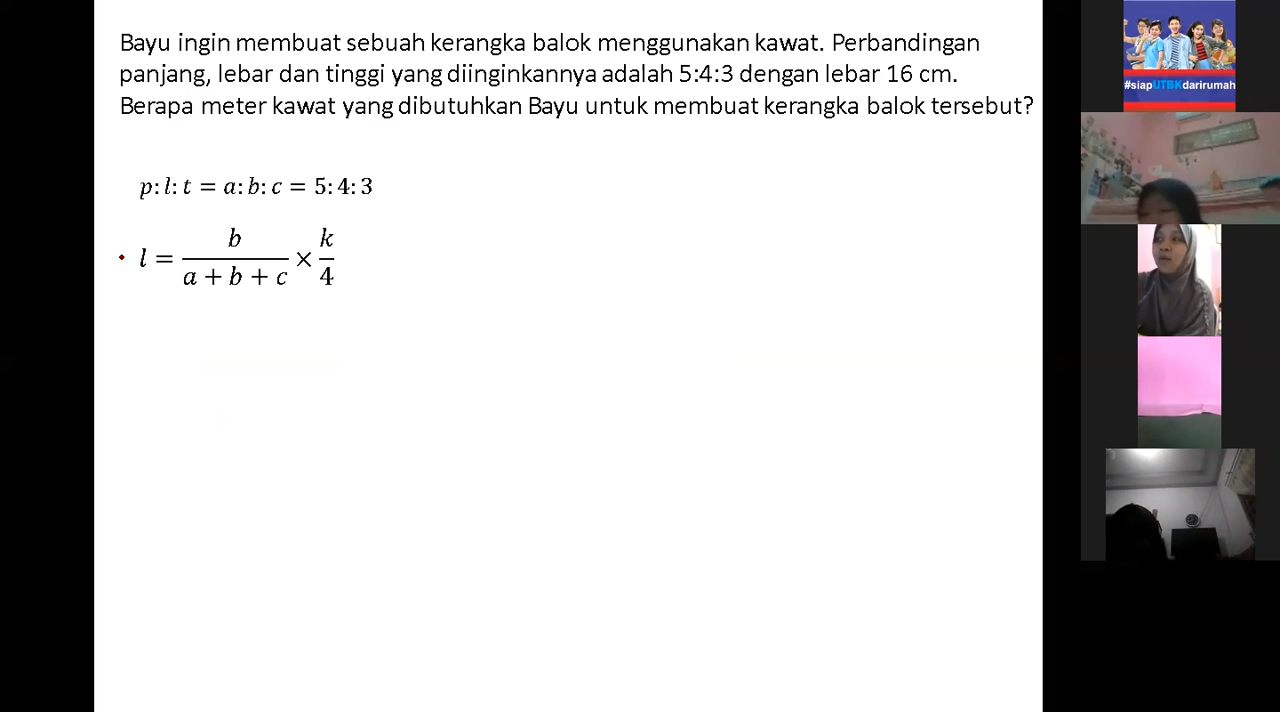 Bayu ingin membuat sebuah kerangka balok menggunakan kawat. Perbandingan
panjang, lebar dan tinggi yang diinginkannya adalah 5:4:3 dengan lebar 16 cm.
Berapa meter kawat yang dibutuhkan Bayu untuk membuat kerangka balok tersebut?
p: l: t = a: b: c = 5: 4: 3
• l = b / (a + b + c) × k / 4
#siapUTBKdarirumah